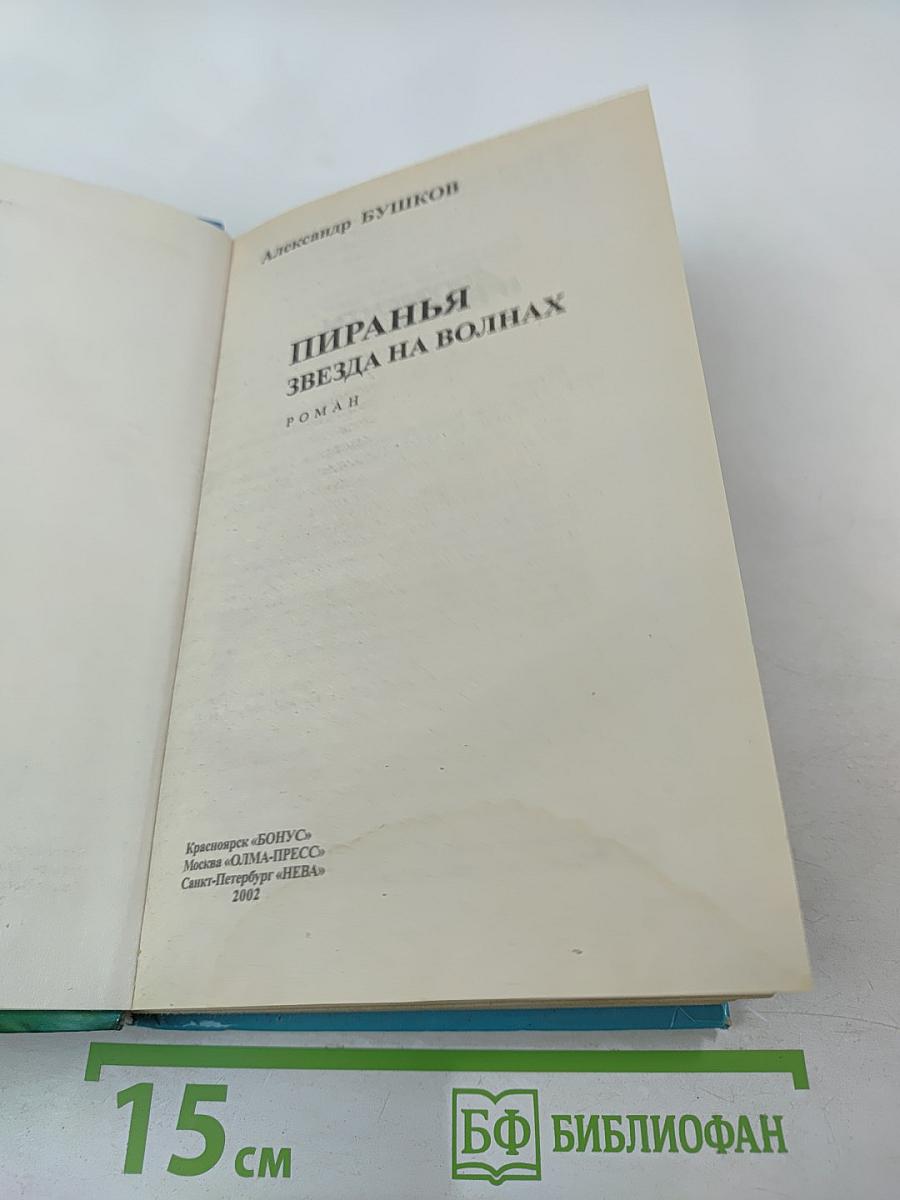 Александр БУШКОВ
ПИРАНЬЯ
ЗВЕЗДА НА ВОЛНАХ
РОМАН
Красноярск «БОНУС»
Москва «ОЛМА-ПРЕСС»
Санкт-Петербург «НЕВА»
2002
15 см
БФ БИБЛИОФАН